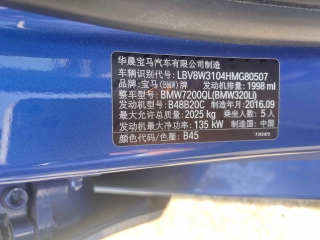 华晨宝马汽车有限公司制造
车辆识别代号: LBV8W3104HMG80507
品牌: 宝马(BMW)牌 发动机排量: 1998 ml
整车型号: BMW7200QL(BMW320Li)
发动机型号: B48B20C 制造年月: 2016.09
最大允许总质量: 2025 kg 乘坐人数: 5 人
发动机最大净功率: 135 kW 制造国: 中国
颜色代码/色圈: B45